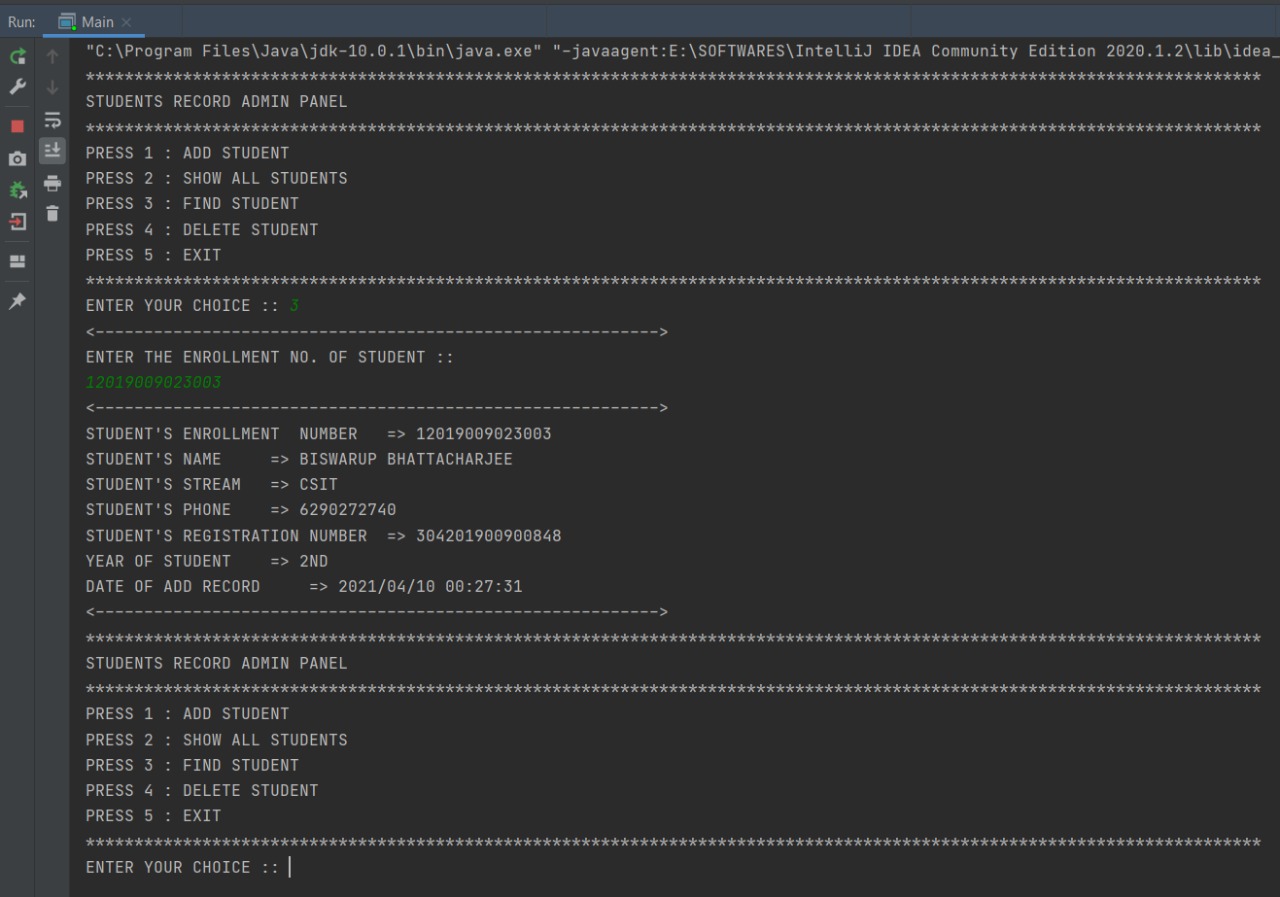 Run: Main
"C:\Program Files\Java\jdk-10.0.1\bin\java.exe" "-javaagent:E:\SOFTWARES\IntelliJ IDEA Community Edition 2020.1.2\lib\idea_
*************************************************************************************************************************
STUDENTS RECORD ADMIN PANEL
*************************************************************************************************************************
PRESS 1 : ADD STUDENT
PRESS 2 : SHOW ALL STUDENTS
PRESS 3 : FIND STUDENT
PRESS 4 : DELETE STUDENT
PRESS 5 : EXIT
*************************************************************************************************************************
ENTER YOUR CHOICE :: 3
<---------------------------------------------------------->
ENTER THE ENROLLMENT NO. OF STUDENT ::
12019009023003
<---------------------------------------------------------->
STUDENT'S ENROLLMENT  NUMBER   => 12019009023003
STUDENT'S NAME     => BISWARUP BHATTACHARJEE
STUDENT'S STREAM   => CSIT
STUDENT'S PHONE    => 6290272740
STUDENT'S REGISTRATION NUMBER  => 304201900900848
YEAR OF STUDENT    => 2ND
DATE OF ADD RECORD     => 2021/04/10 00:27:31
<---------------------------------------------------------->
*************************************************************************************************************************
STUDENTS RECORD ADMIN PANEL
*************************************************************************************************************************
PRESS 1 : ADD STUDENT
PRESS 2 : SHOW ALL STUDENTS
PRESS 3 : FIND STUDENT
PRESS 4 : DELETE STUDENT
PRESS 5 : EXIT
*************************************************************************************************************************
ENTER YOUR CHOICE ::